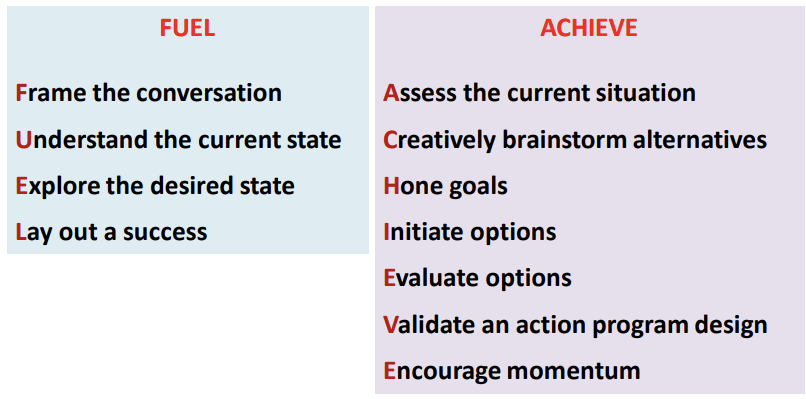 FUEL
Frame the conversation
Understand the current state
Explore the desired state
Lay out a success
ACHIEVE
Assess the current situation
Creatively brainstorm alternatives
Hone goals
Initiate options
Evaluate options
Validate an action program design
Encourage momentum